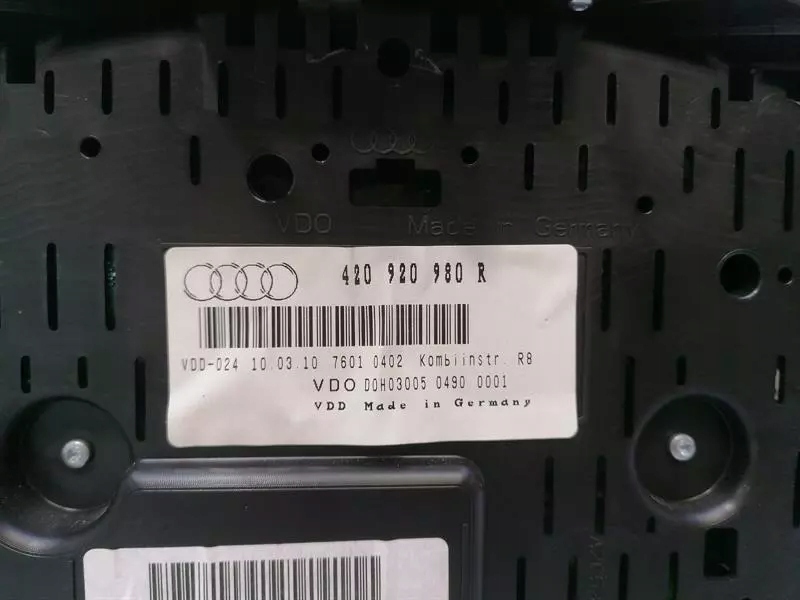 VDO Made in Germany
420 920 980 R
VDD-024 10.03.10 7601 0402 Kombiinstr. R8
VDO D0H03005 0490 0001
VDD Made in Germany